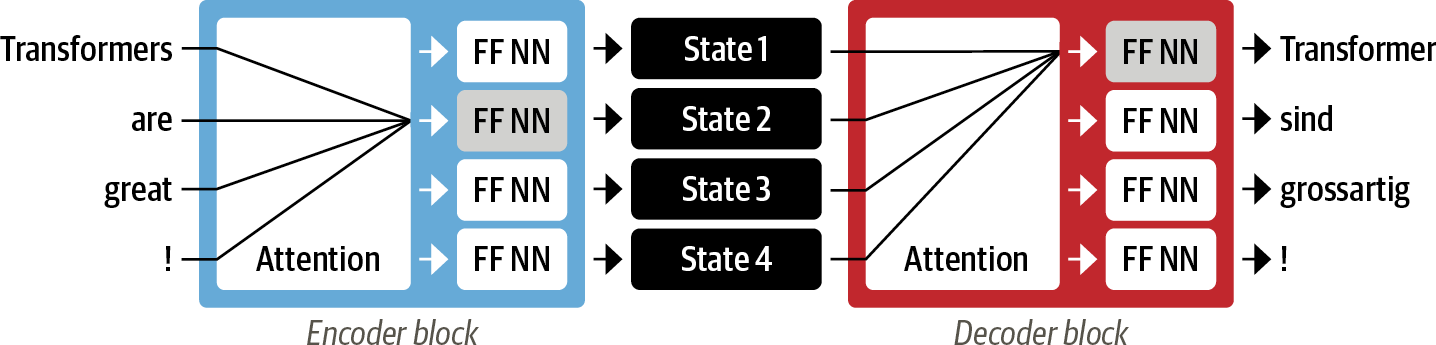 Transformers FF NN State 1 FF NN Transformer
are FF NN State 2 FF NN sind
great FF NN State 3 FF NN grossartig
! Attention FF NN State 4 Attention FF NN !
Encoder block Decoder block